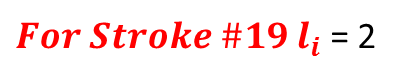 For Stroke #19 lᵢ = 2